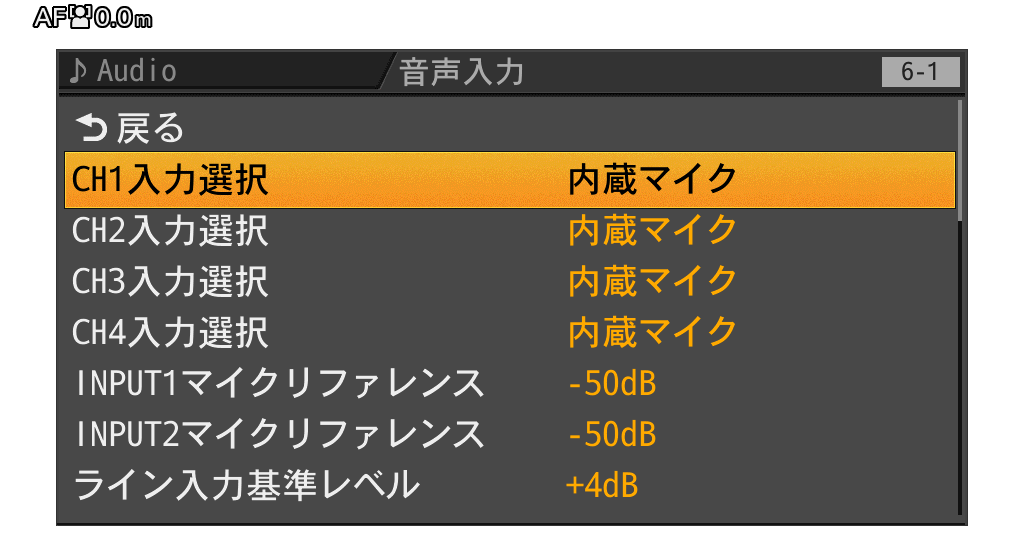 AF 0.0m
♪ Audio 音声入力 6-1
戻る
CH1入力選択 内蔵マイク
CH2入力選択 内蔵マイク
CH3入力選択 内蔵マイク
CH4入力選択 内蔵マイク
INPUT1マイクリファレンス -50dB
INPUT2マイクリファレンス -50dB
ライン入力基準レベル +4dB